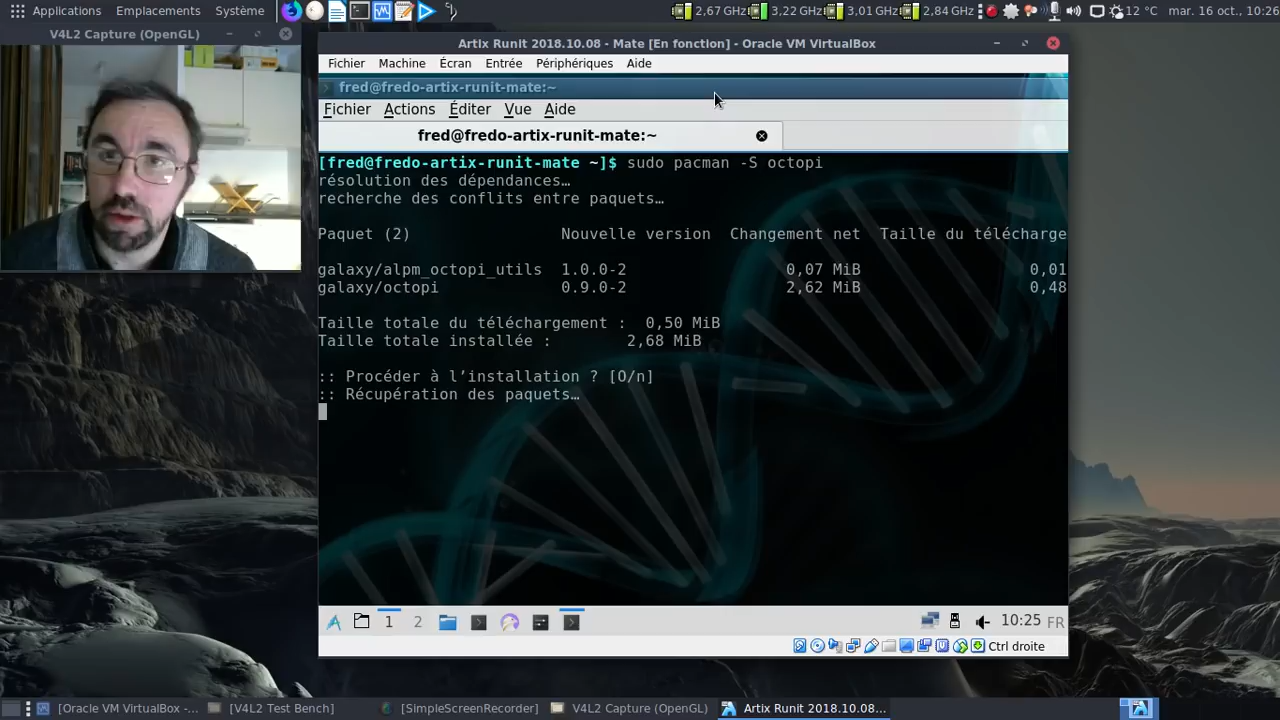 Applications Emplacements Système
2,67 GHz 3,22 GHz 3,01 GHz 2,84 GHz 12 °C mar. 16 oct., 10:26
V4L2 Capture (OpenGL)
Artix Runit 2018.10.08 - Mate [En fonction] - Oracle VM VirtualBox
Fichier Machine Écran Entrée Périphériques Aide
fred@fredo-artix-runit-mate:~
Fichier Actions Éditer Vue Aide
fred@fredo-artix-runit-mate:~
[fred@fredo-artix-runit-mate ~]$ sudo pacman -S octopi
résolution des dépendances…
recherche des conflits entre paquets…
Paquet (2) Nouvelle version Changement net Taille du télécharge
galaxy/alpm_octopi_utils 1.0.0-2 0,07 MiB 0,01
galaxy/octopi 0.9.0-2 2,62 MiB 0,48
Taille totale du téléchargement : 0,50 MiB
Taille totale installée : 2,68 MiB
:: Procéder à l’installation ? [O/n]
:: Récupération des paquets…
1 2 10:25 FR
Ctrl droite
[Oracle VM VirtualBox -... [V4L2 Test Bench] [SimpleScreenRecorder] V4L2 Capture (OpenGL) Artix Runit 2018.10.08...